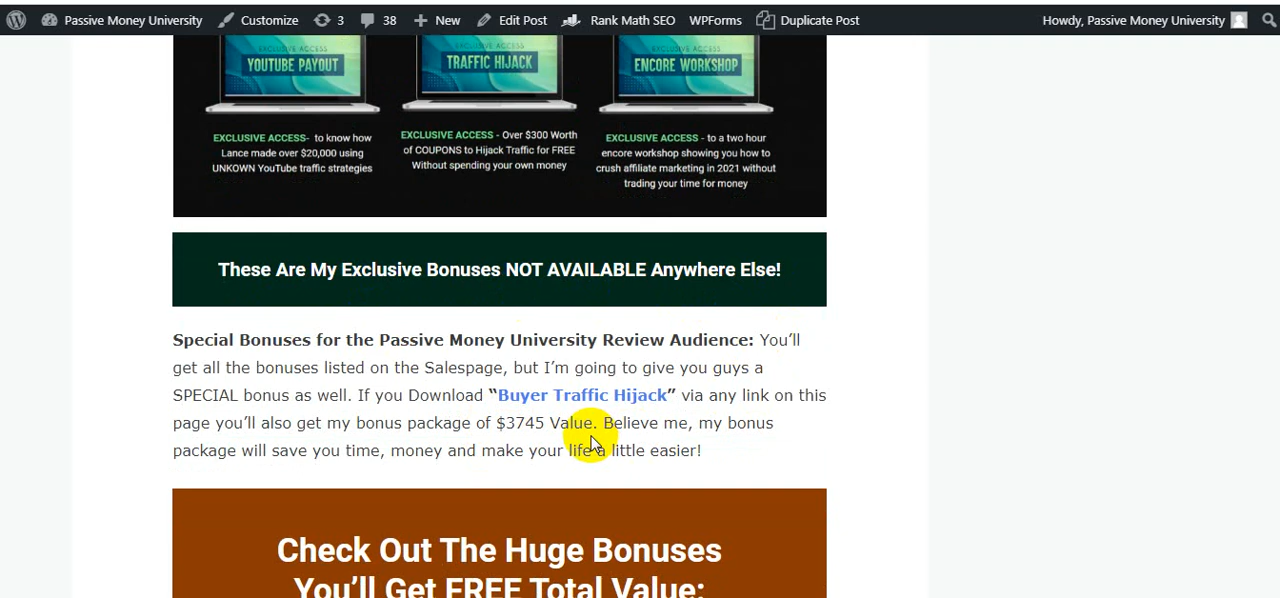 Passive Money University Customize 3 38 New Edit Post Rank Math SEO WPForms Duplicate Post Howdy, Passive Money University
EXCLUSIVE ACCESS
YOUTUBE PAYOUT
EXCLUSIVE ACCESS- to know how
Lance made over $20,000 using
UNKOWN YouTube traffic strategies
EXCLUSIVE ACCESS
TRAFFIC HIJACK
EXCLUSIVE ACCESS - Over $300 Worth
of COUPONS to Hijack Traffic for FREE
Without spending your own money
EXCLUSIVE ACCESS
ENCORE WORKSHOP
EXCLUSIVE ACCESS - to a two hour
encore workshop showing you how to
crush affiliate marketing in 2021 without
trading your time for money
These Are My Exclusive Bonuses NOT AVAILABLE Anywhere Else!
Special Bonuses for the Passive Money University Review Audience: You’ll
get all the bonuses listed on the Salespage, but I’m going to give you guys a
SPECIAL bonus as well. If you Download “Buyer Traffic Hijack” via any link on this
page you’ll also get my bonus package of $3745 Value. Believe me, my bonus
package will save you time, money and make your life a little easier!
Check Out The Huge Bonuses
You’ll Get FREE Total Value: